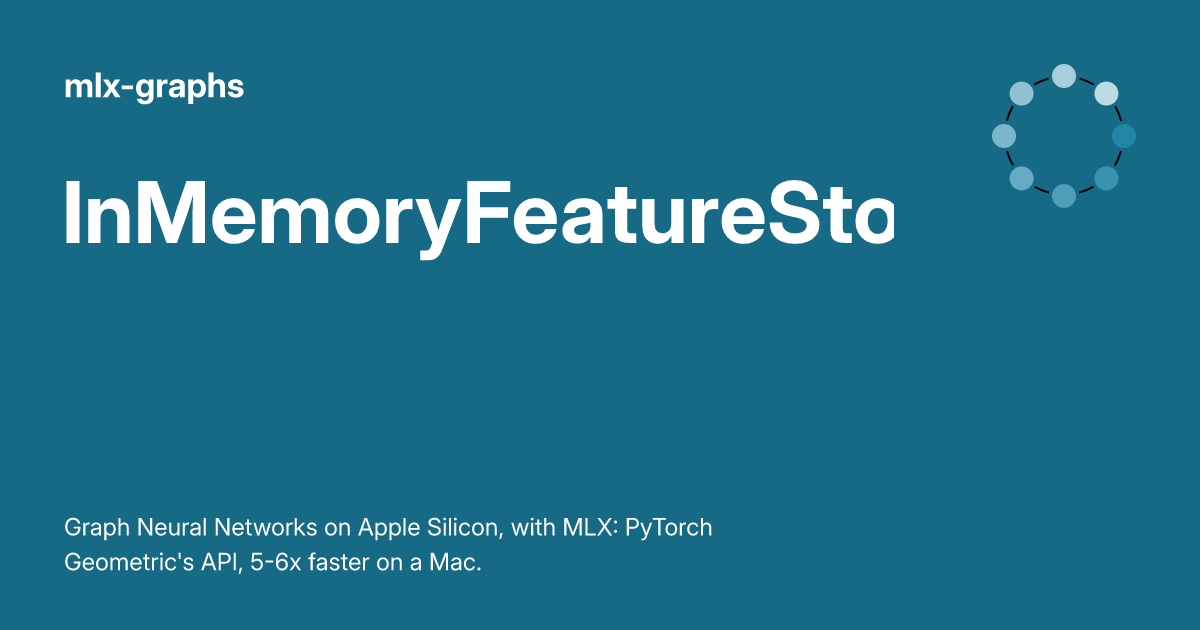 mlx-graphs
InMemoryFeatureSto
Graph Neural Networks on Apple Silicon, with MLX: PyTorch
Geometric's API, 5-6x faster on a Mac.